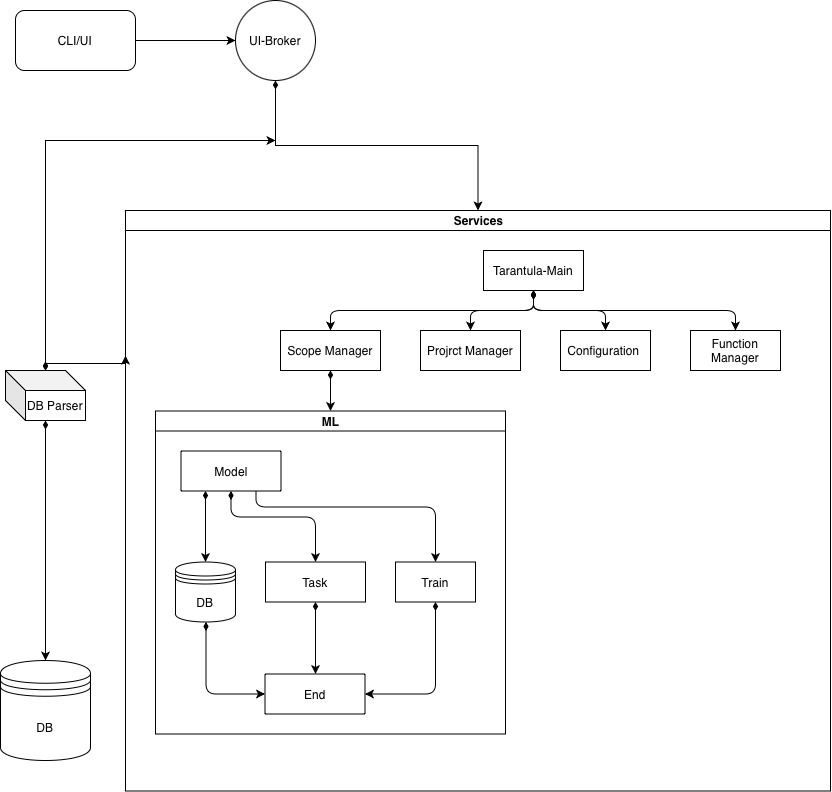 CLI/UI
UI-Broker
Services
Tarantula-Main
Scope Manager
Projrct Manager
Configuration
Function
Manager
DB Parser
ML
Model
DB
Task
Train
End
DB